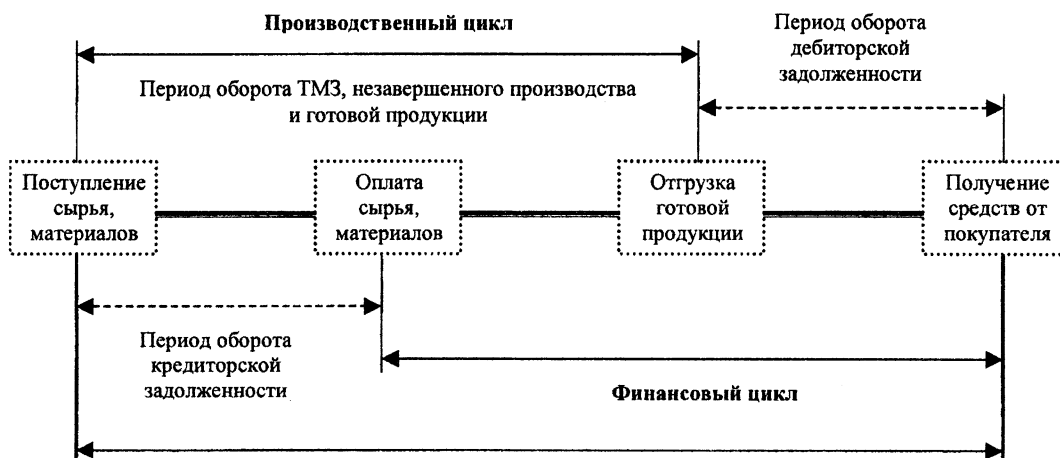 Производственный цикл
Период оборота
дебиторской
задолженности
Период оборота ТМЗ, незавершенного производства
и готовой продукции
Поступление
сырья,
материалов
Оплата
сырья,
материалов
Отгрузка
готовой
продукции
Получение
средств от
покупателя
Период оборота
кредиторской
задолженности
Финансовый цикл